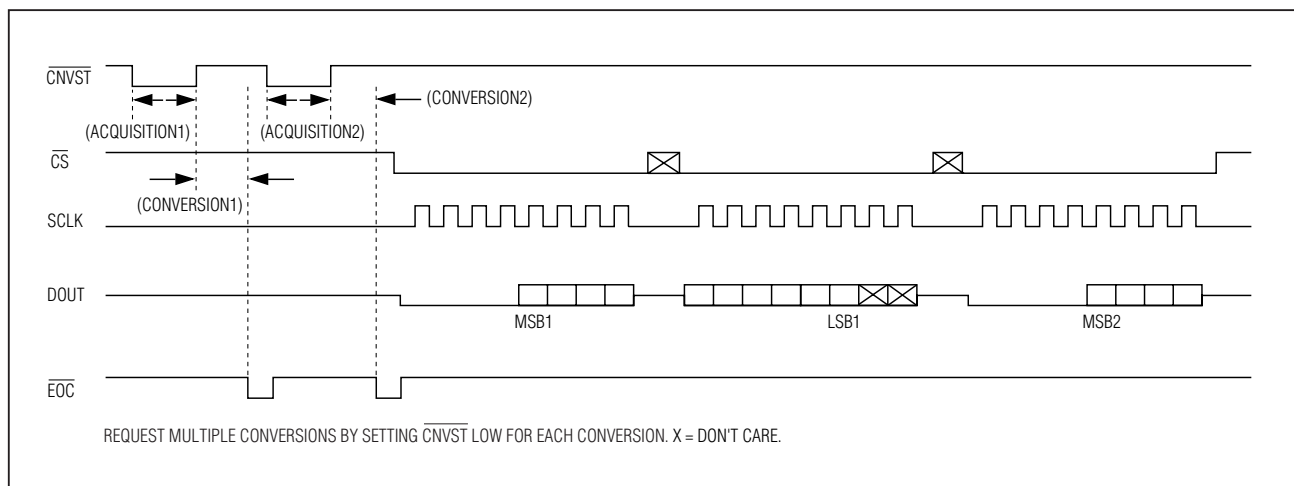 CNVST
(CONVERSION2)
(ACQUISITION1) (ACQUISITION2)
CS
(CONVERSION1)
SCLK
DOUT
MSB1 LSB1 MSB2
EOC
REQUEST MULTIPLE CONVERSIONS BY SETTING CNVST LOW FOR EACH CONVERSION. X = DON'T CARE.